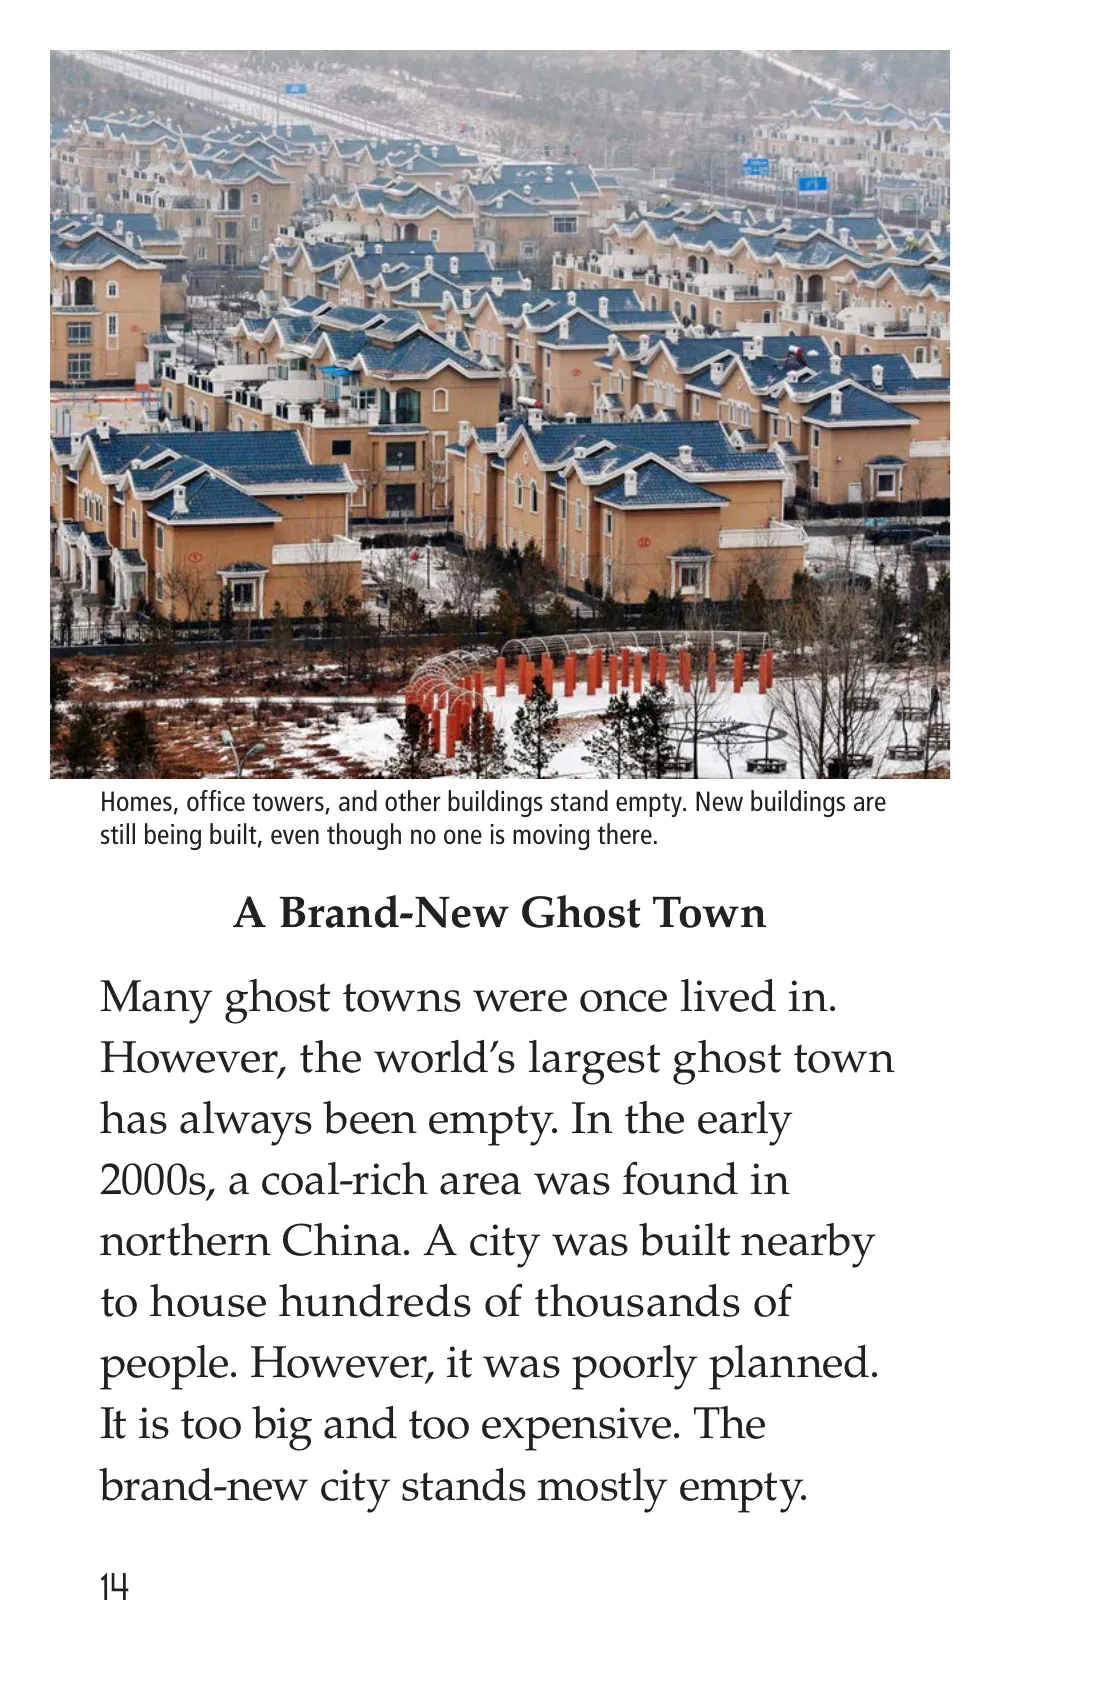 Homes, office towers, and other buildings stand empty. New buildings are
still being built, even though no one is moving there.
A Brand-New Ghost Town
Many ghost towns were once lived in.
However, the world’s largest ghost town
has always been empty. In the early
2000s, a coal-rich area was found in
northern China. A city was built nearby
to house hundreds of thousands of
people. However, it was poorly planned.
It is too big and too expensive. The
brand-new city stands mostly empty.
14